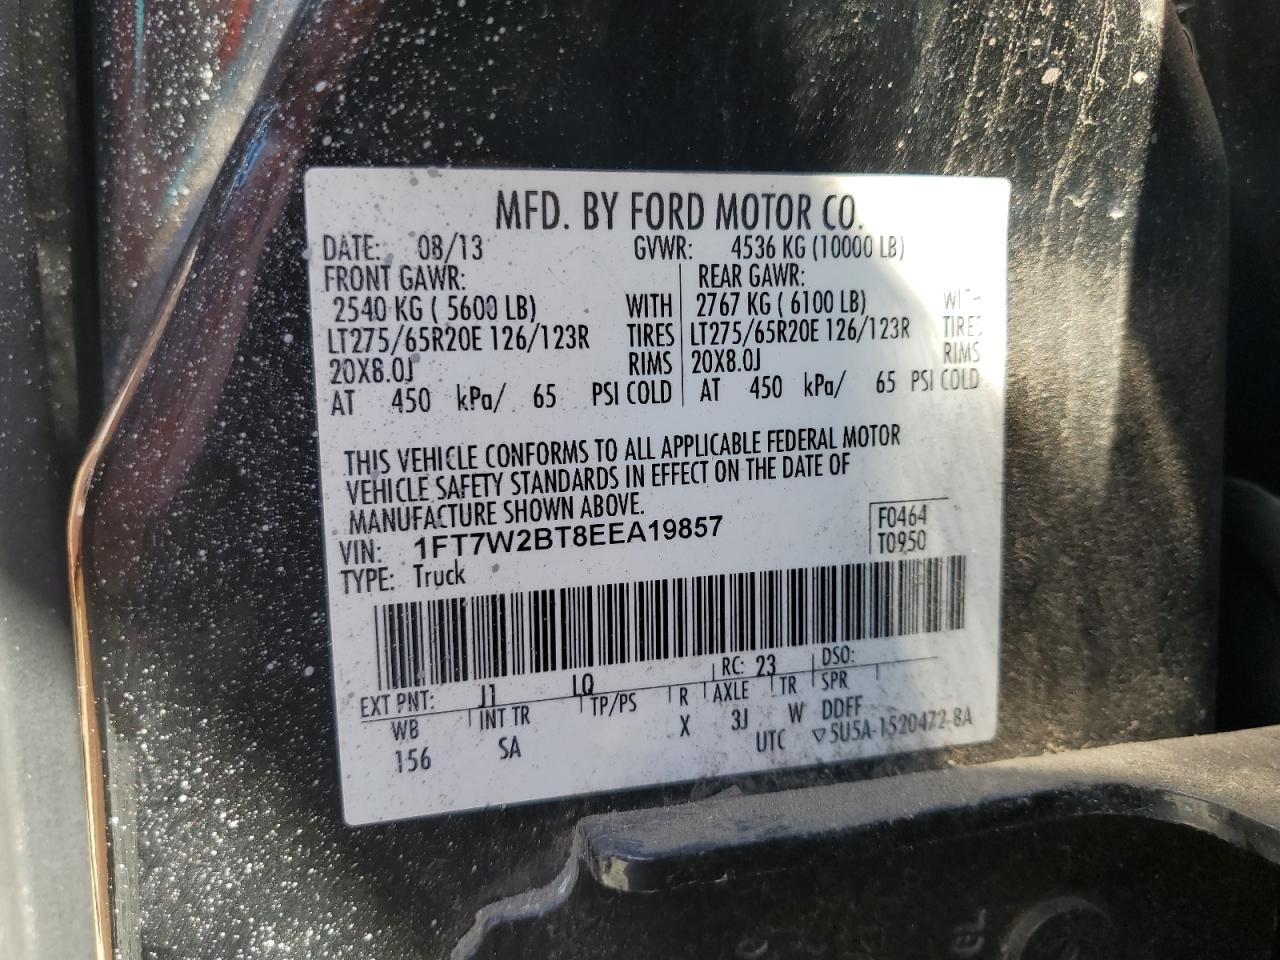 MFD. BY FORD MOTOR CO.
DATE: 08/13 GVWR: 4536 KG (10000 LB)
FRONT GAWR: REAR GAWR:
2540 KG ( 5600 LB) WITH 2767 KG ( 6100 LB) WITH
LT275/65R20E 126/123R TIRES LT275/65R20E 126/123R TIRES
20X8.0J RIMS 20X8.0J RIMS
AT 450 kPa/ 65 PSI COLD AT 450 kPa/ 65 PSI COLD
THIS VEHICLE CONFORMS TO ALL APPLICABLE FEDERAL MOTOR
VEHICLE SAFETY STANDARDS IN EFFECT ON THE DATE OF
MANUFACTURE SHOWN ABOVE.
VIN: 1FT7W2BT8EEA19857 F0464
TYPE: Truck T0950
EXT PNT: J1 LQ RC: 23 DSO:
WB INT TR TP/PS R AXLE TR SPR
156 SA X 3J W DDFF
UTC ▽5U5A-1520472-BA